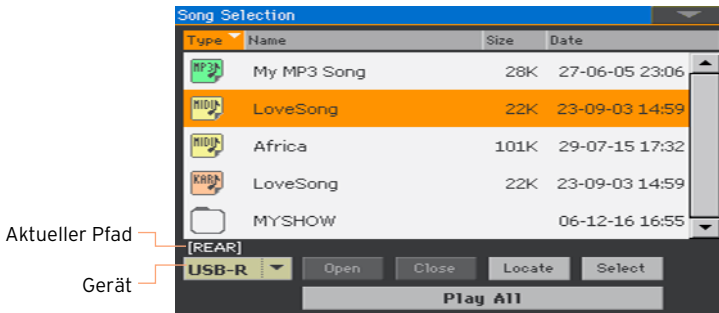 Song Selection
Type Name Size Date
MP3 My MP3 Song 28K 27-06-05 23:06
MIDI LoveSong 22K 23-09-03 14:59
MIDI Africa 101K 29-07-15 17:32
KAR LoveSong 22K 23-09-03 14:59
MYSHOW 06-12-16 16:55
Aktueller Pfad [REAR]
Gerät USB-R Open Close Locate Select
Play All